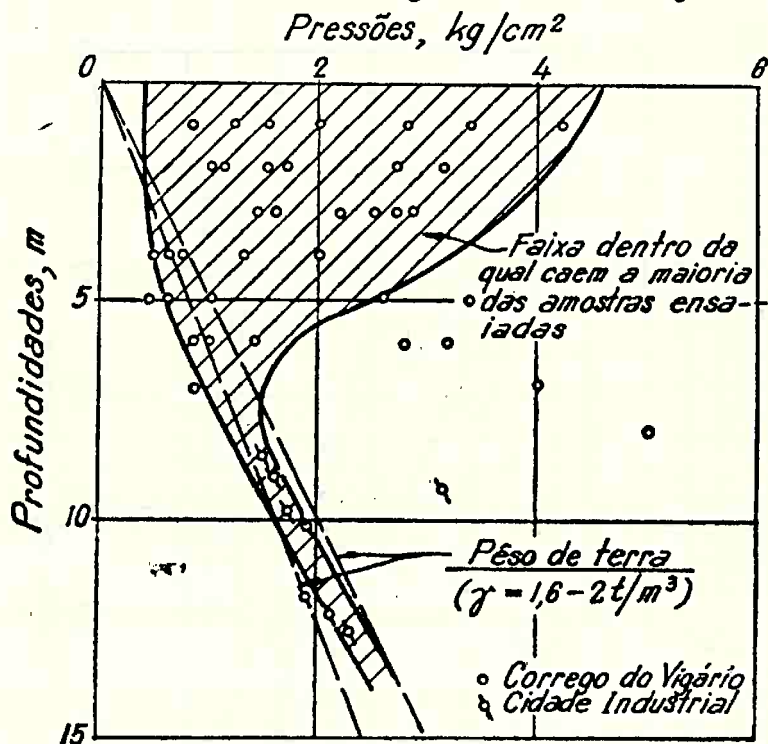 Pressões, kg/cm²
0 2 4 6
Profundidades, m
5
10
15
Faixa dentro da
qual caem a maioria
das amostras ensa-
iadas
Pêso de terra
(γ = 1,6 - 2 t/m³)
Corrego do Vigário
Cidade Industrial